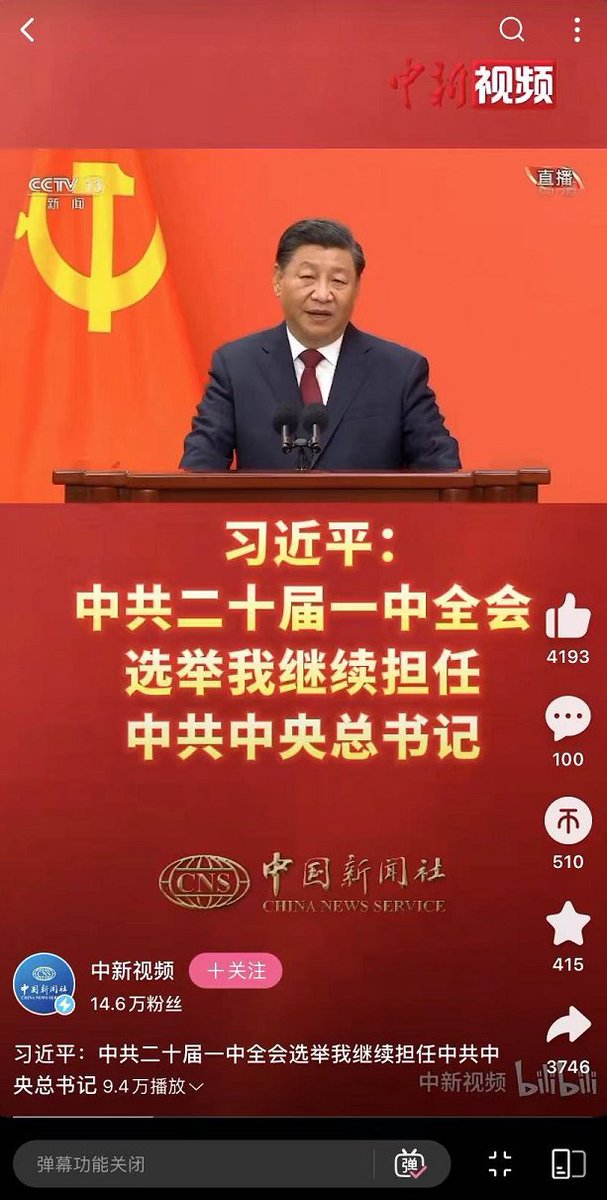 中新视频
CCTV 13
新闻
直播
习近平：
中共二十届一中全会
选举我继续担任
中共中央总书记
4193
100
510
415
3746
CNS
中国新闻社
CHINA NEWS SERVICE
中新视频
＋关注
14.6万粉丝
习近平：中共二十届一中全会选举我继续担任中共中
央总书记 9.4万播放
中新视频 bilibili
弹幕功能关闭
弹